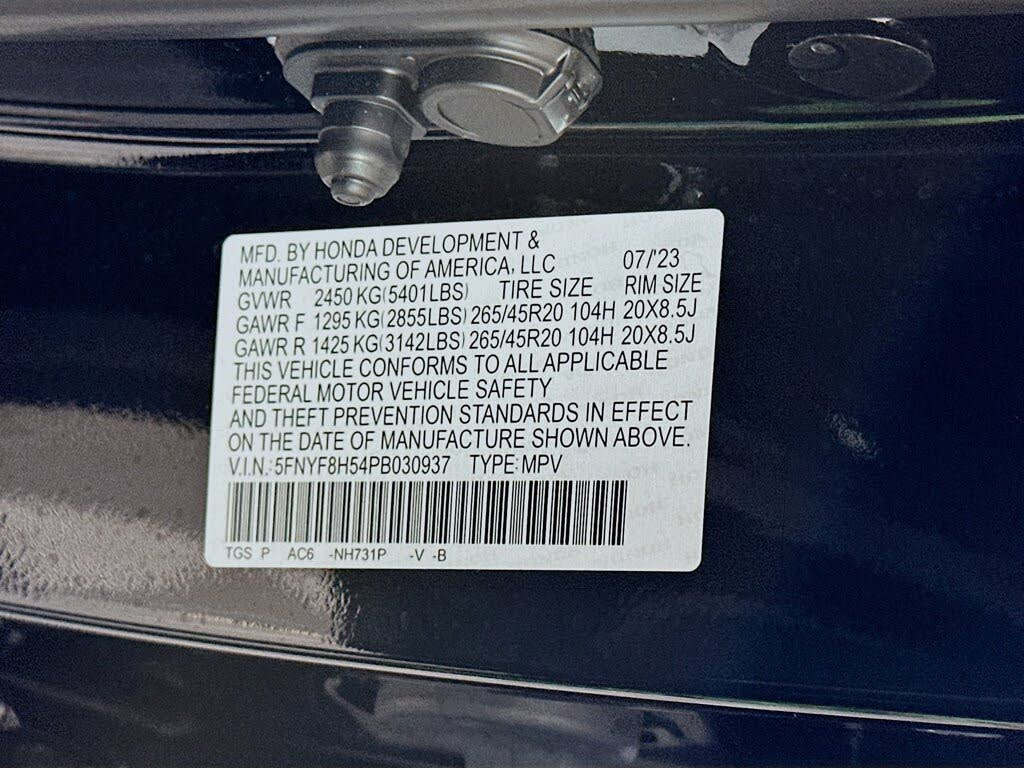 MFD. BY HONDA DEVELOPMENT &
MANUFACTURING OF AMERICA, LLC 07/'23
GVWR 2450 KG(5401LBS) TIRE SIZE RIM SIZE
GAWR F 1295 KG(2855LBS) 265/45R20 104H 20X8.5J
GAWR R 1425 KG(3142LBS) 265/45R20 104H 20X8.5J
THIS VEHICLE CONFORMS TO ALL APPLICABLE
FEDERAL MOTOR VEHICLE SAFETY
AND THEFT PREVENTION STANDARDS IN EFFECT
ON THE DATE OF MANUFACTURE SHOWN ABOVE.
V.I.N.:5FNYF8H54PB030937 TYPE:MPV
TGS P AC6 -NH731P -V -B